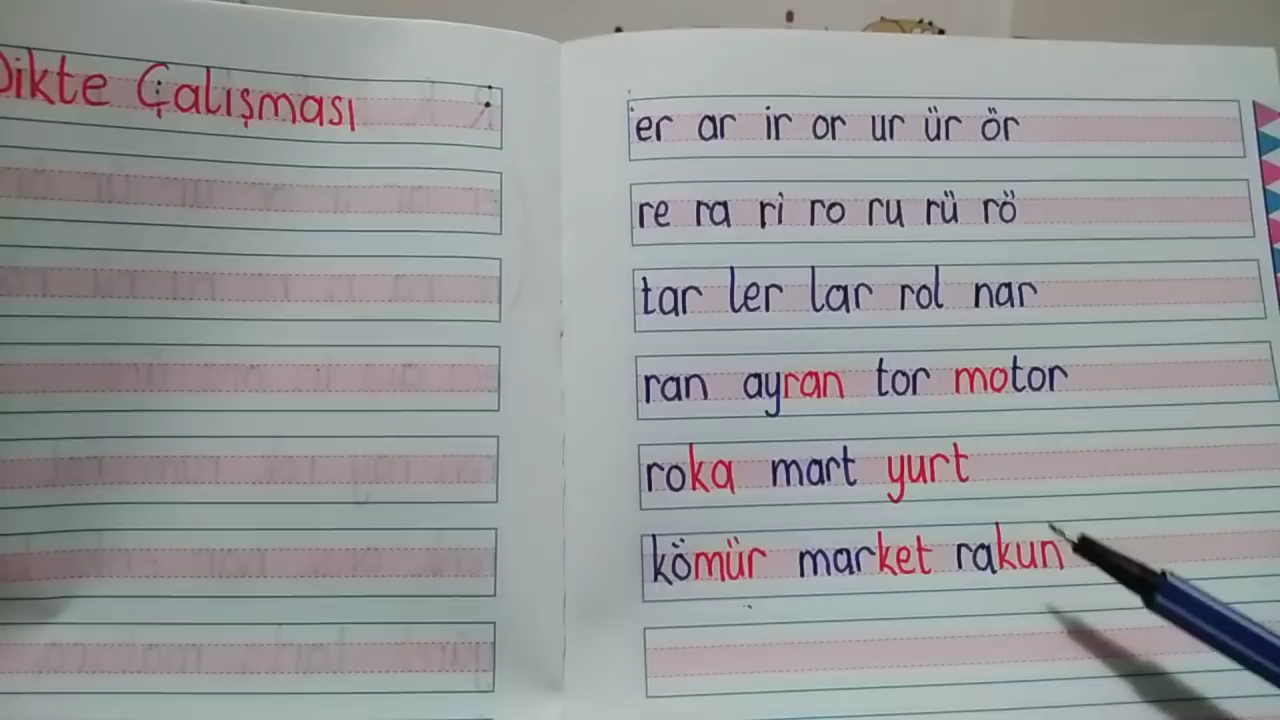 Dikte Çalışması
er ar ir or ur ür ör
re ra ri ro ru rü rö
tar ler lar rol nar
ran ayran tor motor
roka mart yurt
kömür market rakun